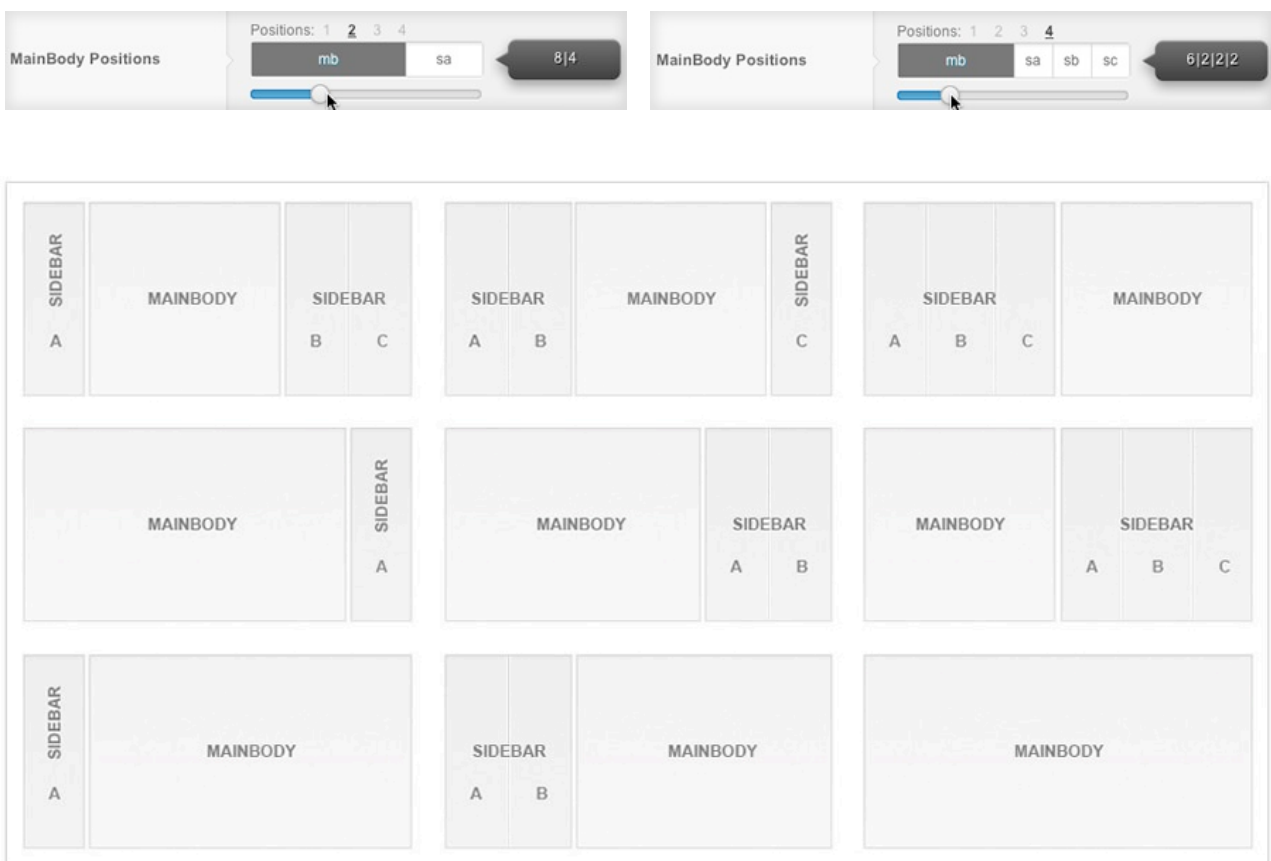 Positions: 1 2 3 4
MainBody Positions
mb sa
8|4
Positions: 1 2 3 4
MainBody Positions
mb sa sb sc
6|2|2|2
SIDEBAR
A
MAINBODY
SIDEBAR
B C
SIDEBAR
A B
MAINBODY
SIDEBAR
C
SIDEBAR
A B C
MAINBODY
MAINBODY
SIDEBAR
A
MAINBODY
SIDEBAR
A B
MAINBODY
SIDEBAR
A B C
SIDEBAR
A
MAINBODY
SIDEBAR
A B
MAINBODY
MAINBODY